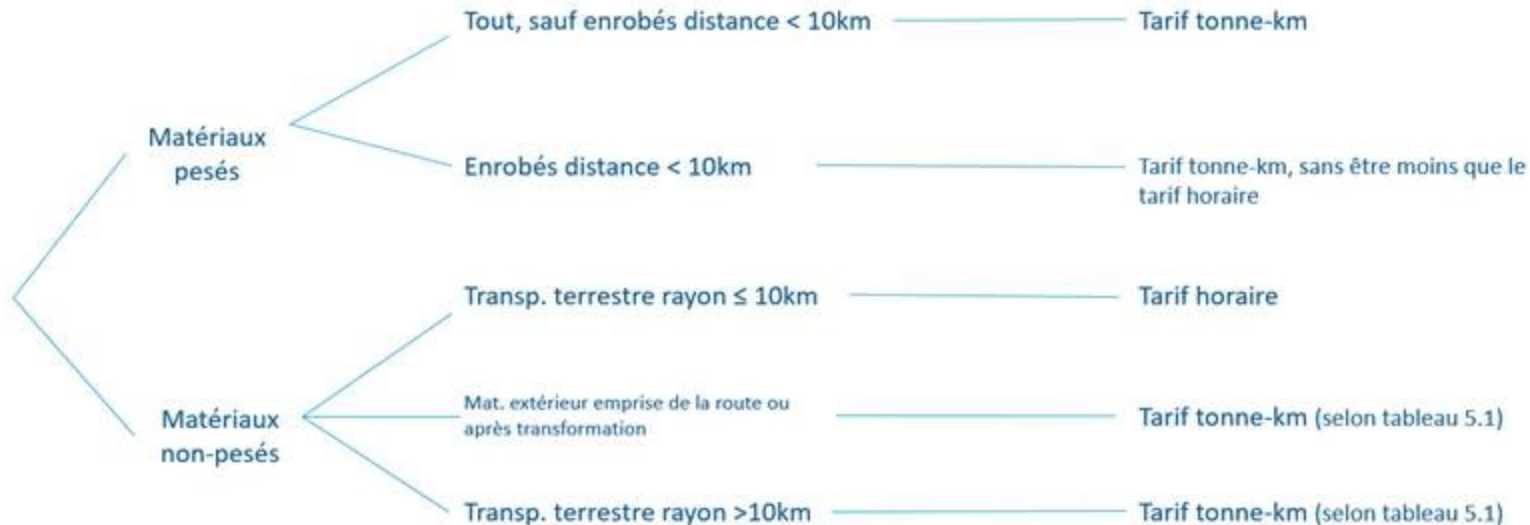 Tout, sauf enrobés distance < 10km
Tarif tonne-km
Matériaux
pesés
Enrobés distance < 10km
Tarif tonne-km, sans être moins que le
tarif horaire
Transp. terrestre rayon ≤ 10km
Tarif horaire
Matériaux
non-pesés
Mat. extérieur emprise de la route ou
après transformation
Tarif tonne-km (selon tableau 5.1)
Transp. terrestre rayon >10km
Tarif tonne-km (selon tableau 5.1)